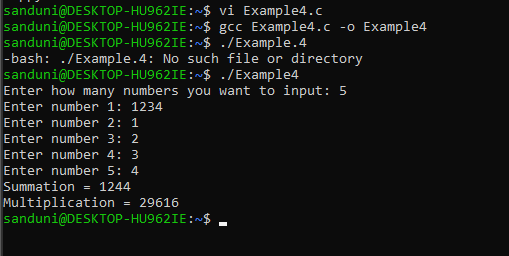 sanduni@DESKTOP-HU962IE:~$ vi Example4.c
sanduni@DESKTOP-HU962IE:~$ gcc Example4.c -o Example4
sanduni@DESKTOP-HU962IE:~$ ./Example.4
-bash: ./Example.4: No such file or directory
sanduni@DESKTOP-HU962IE:~$ ./Example4
Enter how many numbers you want to input: 5
Enter number 1: 1234
Enter number 2: 1
Enter number 3: 2
Enter number 4: 3
Enter number 5: 4
Summation = 1244
Multiplication = 29616
sanduni@DESKTOP-HU962IE:~$